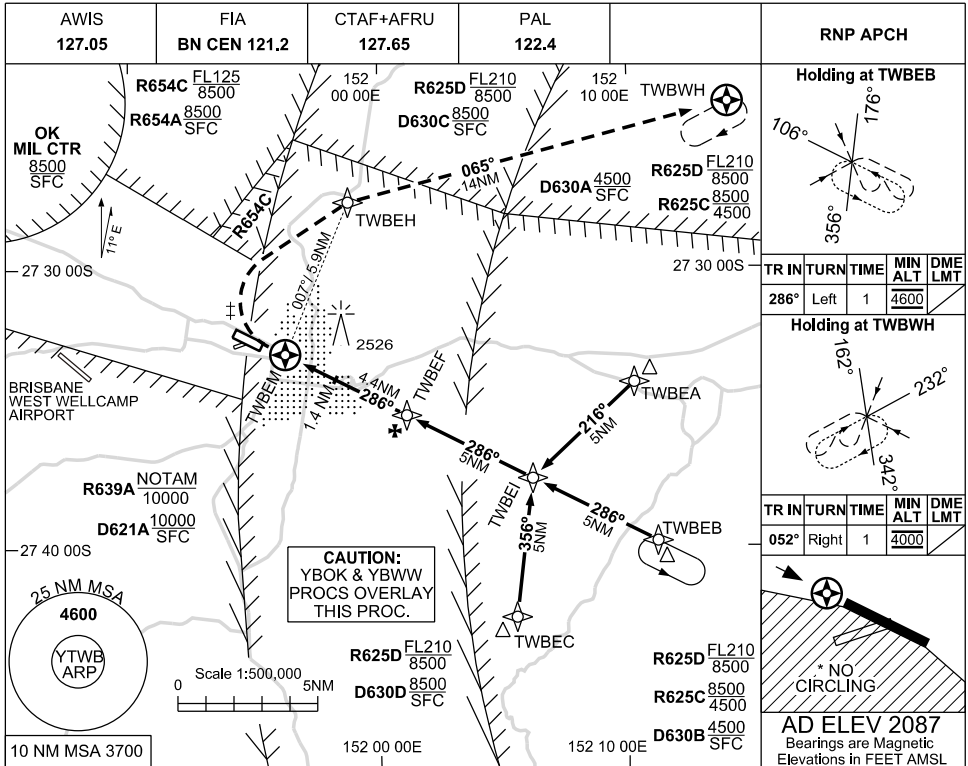 AWIS
127.05
FIA
BN CEN 121.2
CTAF+AFRU
127.65
PAL
122.4
RNP APCH
OK
MIL CTR
8500
SFC
R654C FL125
8500
R654A 8500
SFC
152
00 00E
R625D FL210
8500
D630C 8500
SFC
152
10 00E
TWBWH
065°
14NM
D630A 4500
SFC
R625D FL210
8500
R625C 8500
4500
R654C
TWBEH
11° E
27 30 00S
27 30 00S
007°/ 5.9NM
‡
2526
TWBEM
1.4 NM
4.4NM
286°
TWBEF
BRISBANE
WEST WELLCAMP
AIRPORT
TWBEA
216°
5NM
286°
5NM
TWBEI
286°
5NM
TWBEB
356°
5NM
TWBEC
R639A NOTAM
10000
D621A 10000
SFC
27 40 00S
CAUTION:
YBOK & YBWW
PROCS OVERLAY
THIS PROC.
25 NM MSA
4600
YTWB
ARP
10 NM MSA 3700
Scale 1:500,000
0
5NM
R625D FL210
8500
D630D 8500
SFC
152 00 00E
R625D FL210
8500
R625C 8500
4500
D630B 4500
SFC
152 10 00E
Holding at TWBEB
106°
176°
356°
TR IN TURN TIME MIN ALT DME LMT
286° Left 1 4600
Holding at TWBWH
162°
232°
342°
TR IN TURN TIME MIN ALT DME LMT
052° Right 1 4000
* NO
CIRCLING
AD ELEV 2087
Bearings are Magnetic
Elevations in FEET AMSL